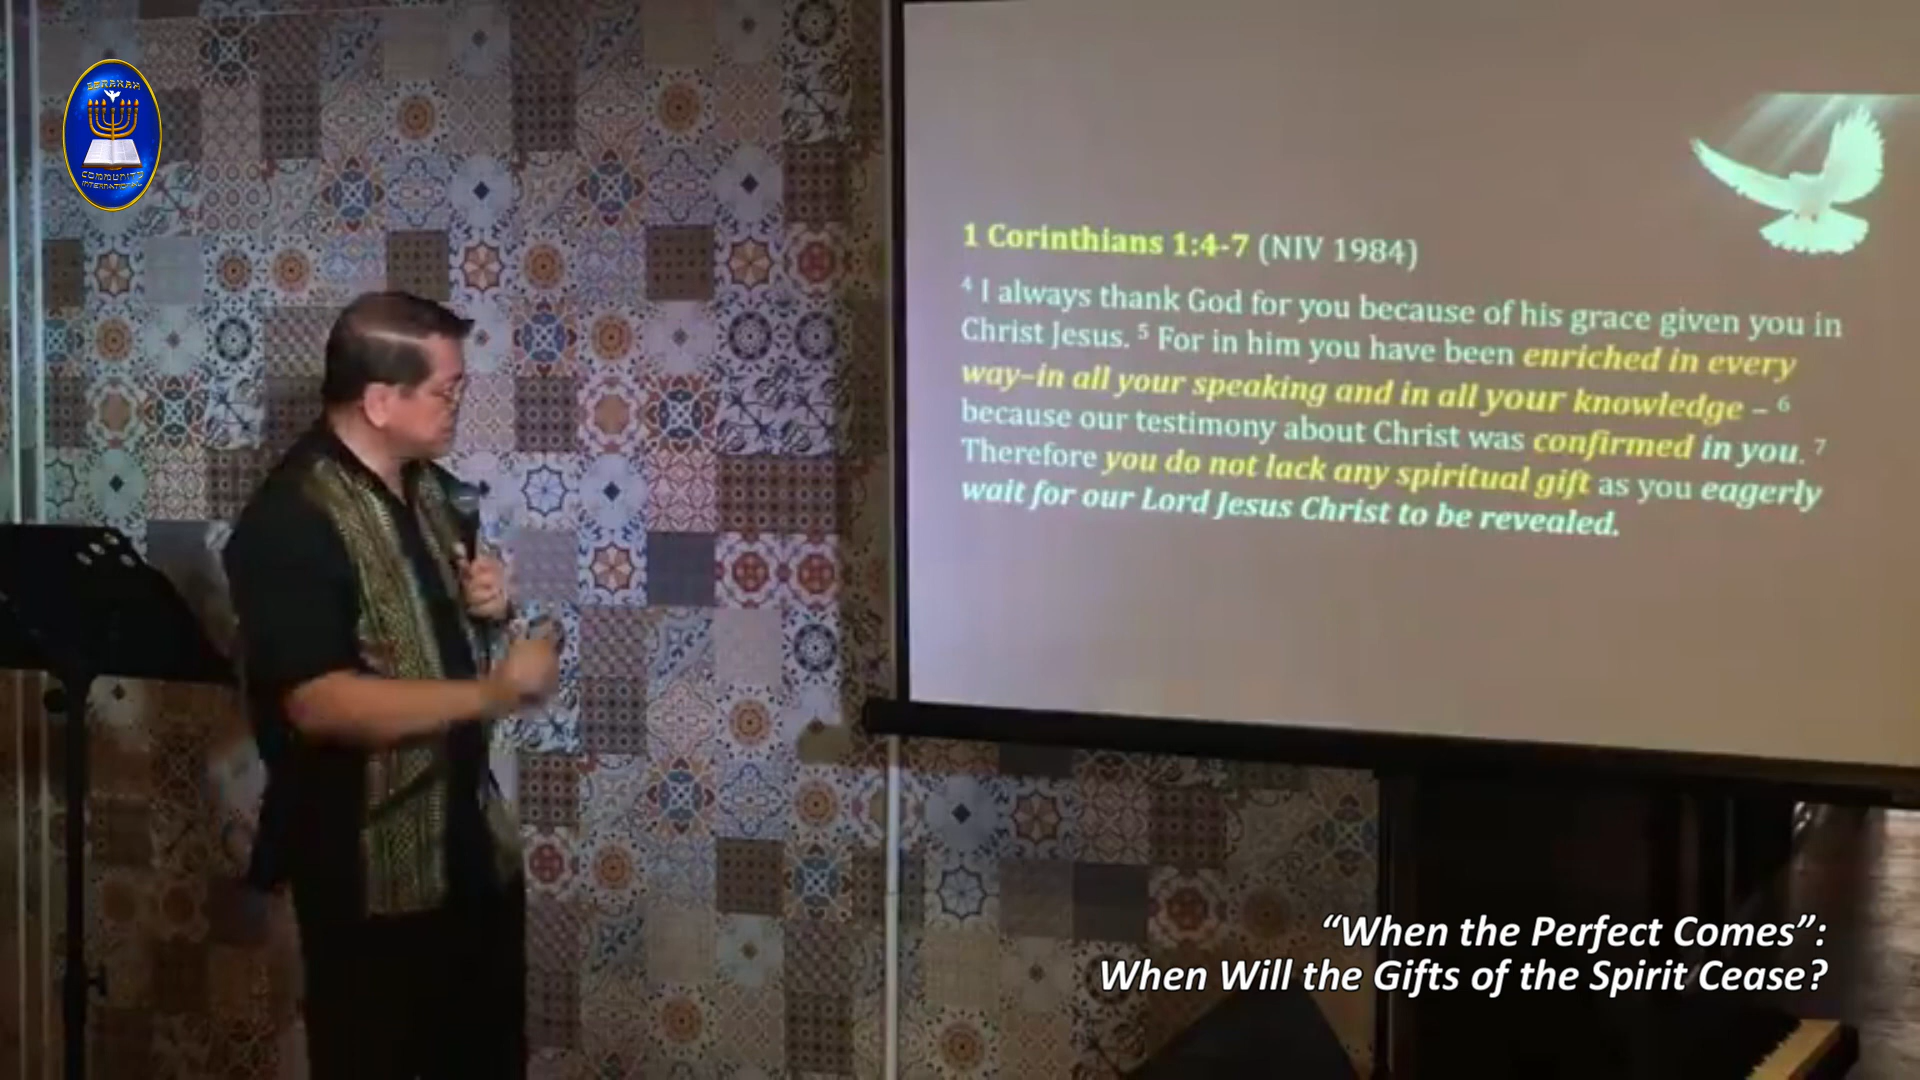 BERAKAH
COMMUNITY
INTERNATIONAL
1 Corinthians 1:4-7 (NIV 1984)
4 I always thank God for you because of his grace given you in
Christ Jesus. 5 For in him you have been enriched in every
way–in all your speaking and in all your knowledge – 6
because our testimony about Christ was confirmed in you. 7
Therefore you do not lack any spiritual gift as you eagerly
wait for our Lord Jesus Christ to be revealed.
“When the Perfect Comes”:
When Will the Gifts of the Spirit Cease?